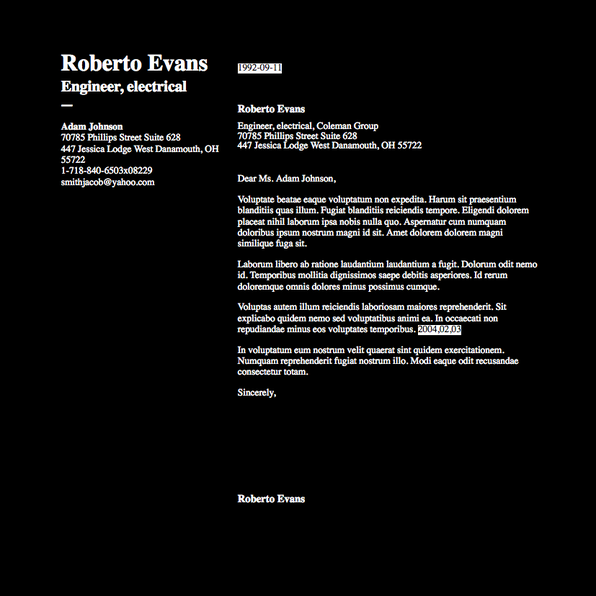 Roberto Evans
Engineer, electrical
Adam Johnson
70785 Phillips Street Suite 628
447 Jessica Lodge West Danamouth, OH
55722
1-718-840-6503x08229
smithjacob@yahoo.com
1992-09-11
Roberto Evans
Engineer, electrical, Coleman Group
70785 Phillips Street Suite 628
447 Jessica Lodge West Danamouth, OH 55722
Dear Ms. Adam Johnson,
Voluptate beatae eaque voluptatum non expedita. Harum sit praesentium
blanditiis quas illum. Fugiat blanditiis reiciendis tempore. Eligendi dolorem
placeat nihil laborum ipsa nobis nulla quo. Aspernatur cum numquam
doloribus ipsum nostrum magni id sit. Amet dolorem dolorem magni
similique fuga sit.
Laborum libero ab ratione laudantium laudantium a fugit. Dolorum odit nemo
id. Temporibus mollitia dignissimos saepe debitis asperiores. Id rerum
doloremque omnis dolores minus possimus cumque.
Voluptas autem illum reiciendis laboriosam maiores reprehenderit. Sit
explicabo quidem nemo sed voluptatibus animi ea. In occaecati non
repudiandae minus eos voluptates temporibus. 2004,02,03
In voluptatum eum nostrum velit quaerat sint quidem exercitationem.
Numquam reprehenderit fugiat nostrum illo. Modi eaque odit recusandae
consectetur totam.
Sincerely,
Roberto Evans